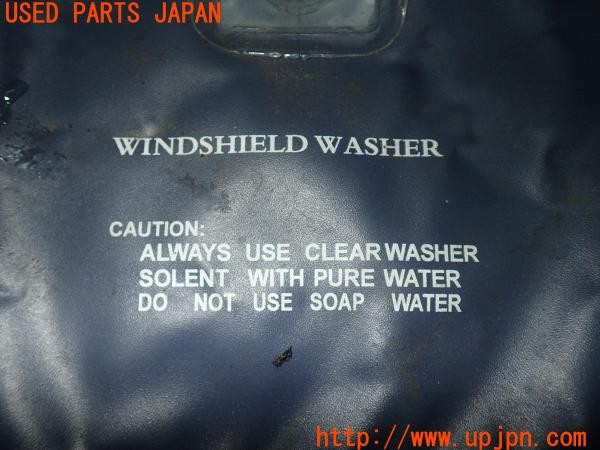 USED PARTS JAPAN
WINDSHIELD WASHER
CAUTION:
ALWAYS USE CLEAR WASHER
SOLENT WITH PURE WATER
DO NOT USE SOAP WATER
http://www.upjpn.com/